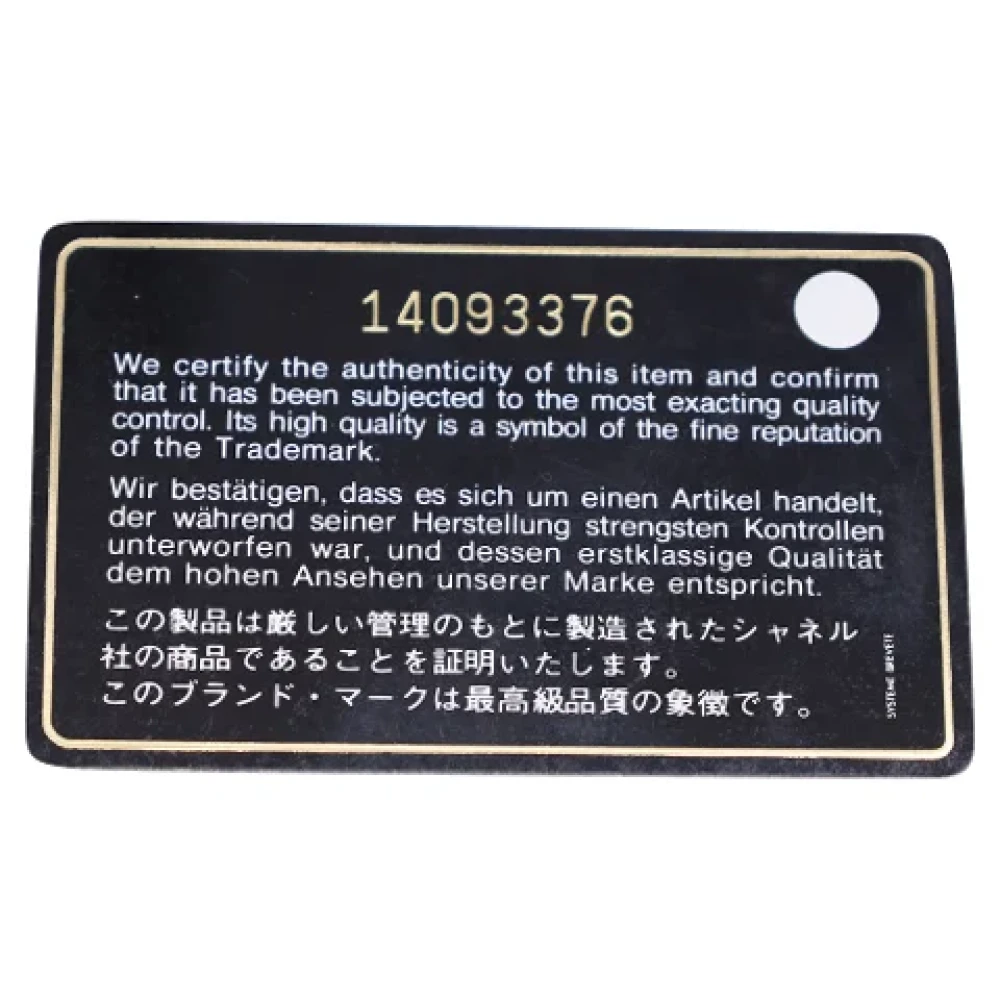 14093376
We certify the authenticity of this item and confirm
that it has been subjected to the most exacting quality
control. Its high quality is a symbol of the fine reputation
of the Trademark.
Wir bestätigen, dass es sich um einen Artikel handelt,
der während seiner Herstellung strengsten Kontrollen
unterworfen war, und dessen erstklassige Qualität
dem hohen Ansehen unserer Marke entspricht.
この製品は厳しい管理のもとに製造されたシャネル
社の商品であることを証明いたします。
このブランド・マークは最高級品質の象徴です。
SYSTEME BREVETE